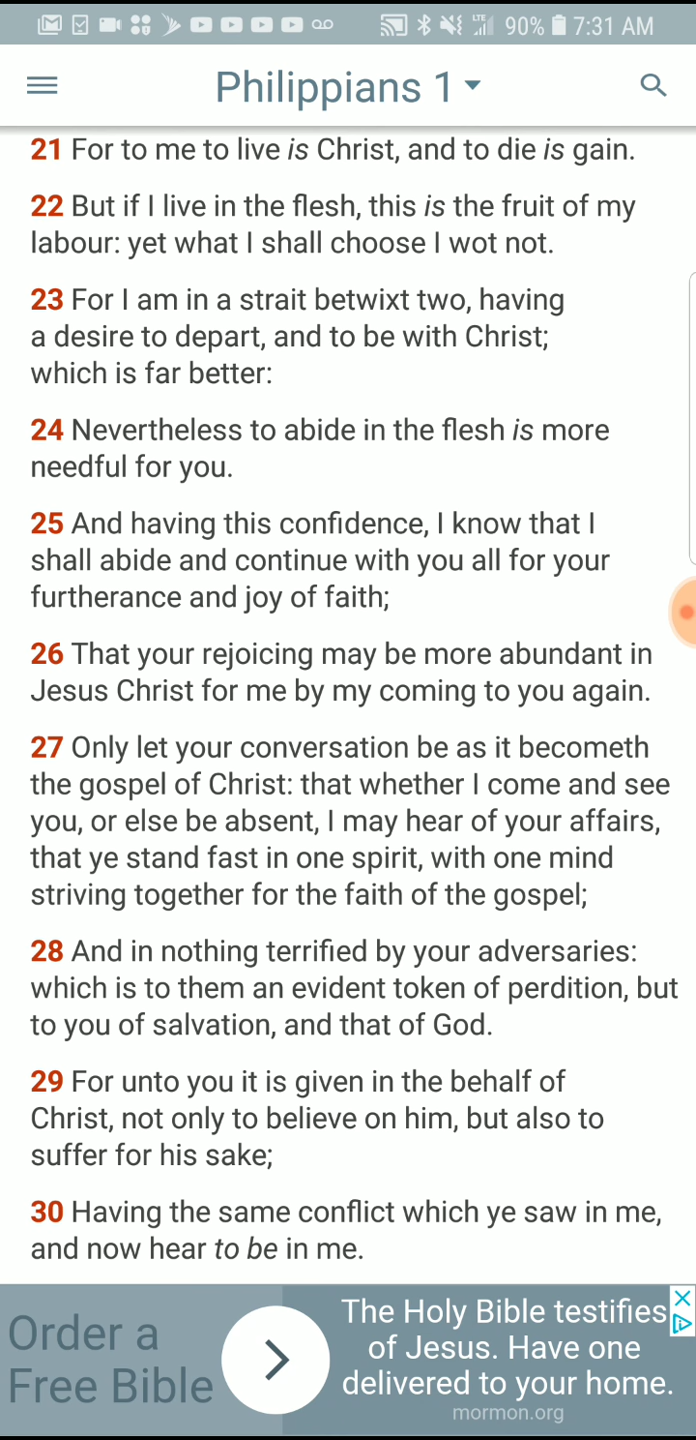 LTE 90% 7:31 AM
Philippians 1
21 For to me to live is Christ, and to die is gain.
22 But if I live in the flesh, this is the fruit of my
labour: yet what I shall choose I wot not.
23 For I am in a strait betwixt two, having
a desire to depart, and to be with Christ;
which is far better:
24 Nevertheless to abide in the flesh is more
needful for you.
25 And having this confidence, I know that I
shall abide and continue with you all for your
furtherance and joy of faith;
26 That your rejoicing may be more abundant in
Jesus Christ for me by my coming to you again.
27 Only let your conversation be as it becometh
the gospel of Christ: that whether I come and see
you, or else be absent, I may hear of your affairs,
that ye stand fast in one spirit, with one mind
striving together for the faith of the gospel;
28 And in nothing terrified by your adversaries:
which is to them an evident token of perdition, but
to you of salvation, and that of God.
29 For unto you it is given in the behalf of
Christ, not only to believe on him, but also to
suffer for his sake;
30 Having the same conflict which ye saw in me,
and now hear to be in me.
Order a
Free Bible
The Holy Bible testifies
of Jesus. Have one
delivered to your home.
mormon.org